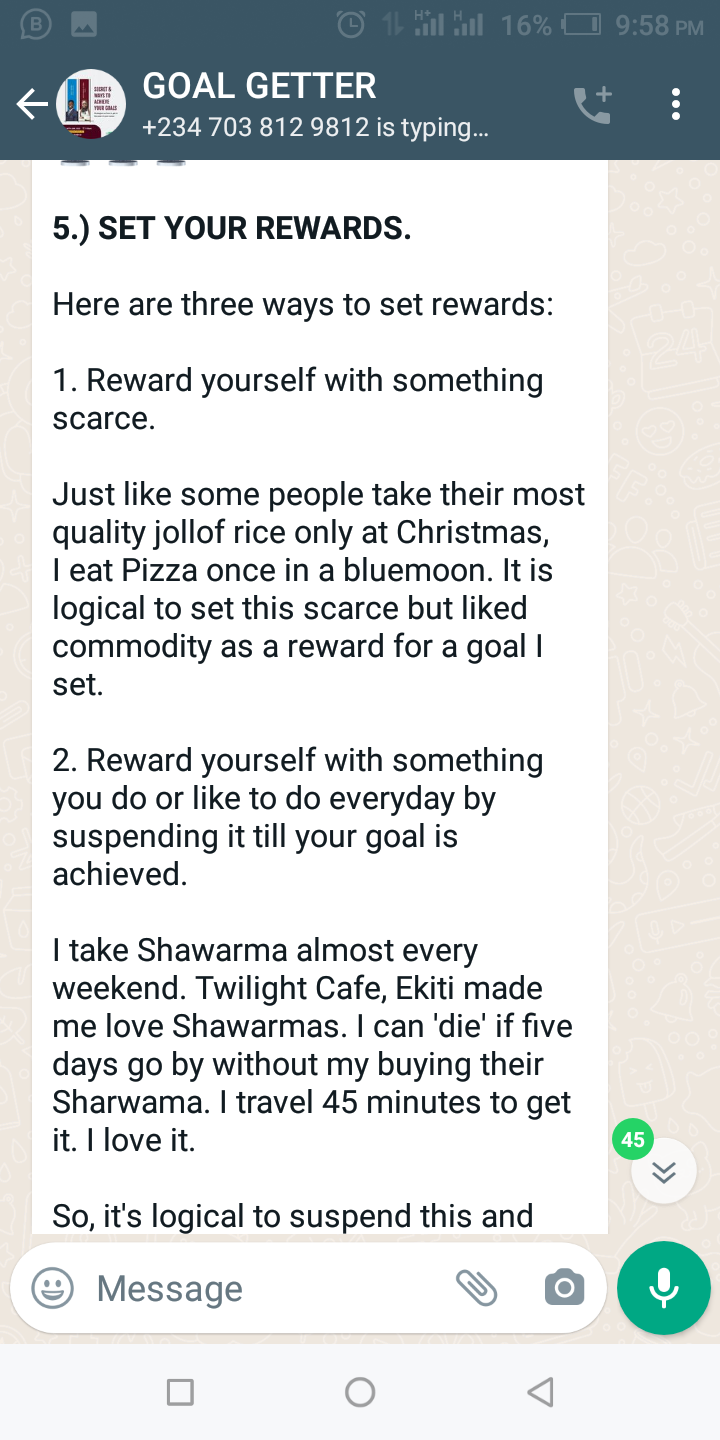 16% 9:58 PM
GOAL GETTER
+234 703 812 9812 is typing...
5.) SET YOUR REWARDS.
Here are three ways to set rewards:
1. Reward yourself with something
scarce.
Just like some people take their most
quality jollof rice only at Christmas,
I eat Pizza once in a bluemoon. It is
logical to set this scarce but liked
commodity as a reward for a goal I
set.
2. Reward yourself with something
you do or like to do everyday by
suspending it till your goal is
achieved.
I take Shawarma almost every
weekend. Twilight Cafe, Ekiti made
me love Shawarmas. I can 'die' if five
days go by without my buying their
Sharwama. I travel 45 minutes to get
it. I love it.
45
So, it's logical to suspend this and
Message